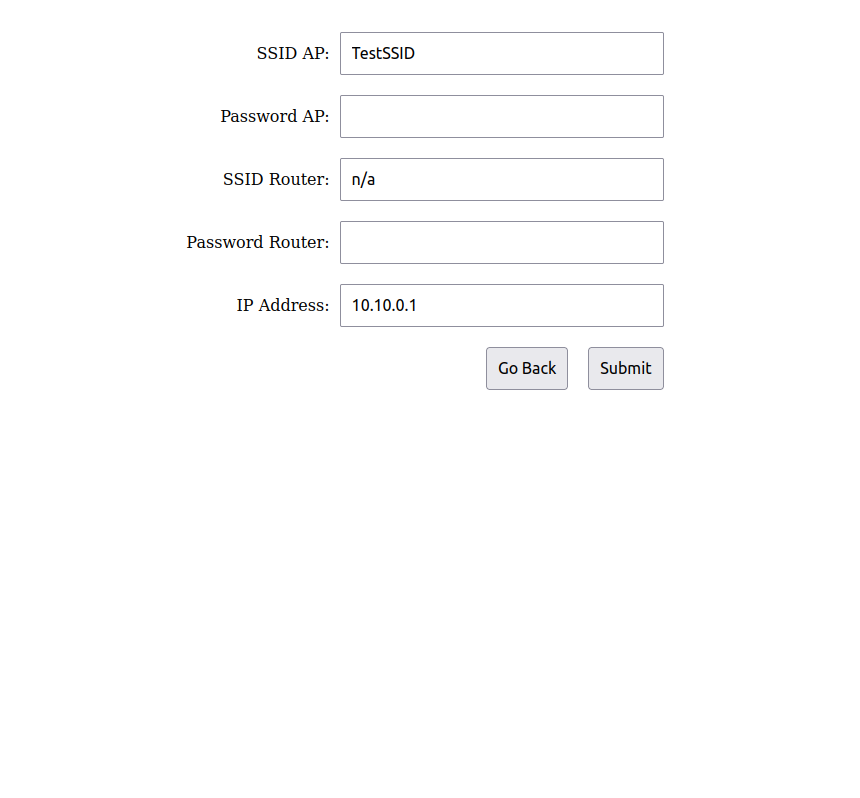 SSID AP: TestSSID
Password AP:
SSID Router: n/a
Password Router:
IP Address: 10.10.0.1
Go Back Submit